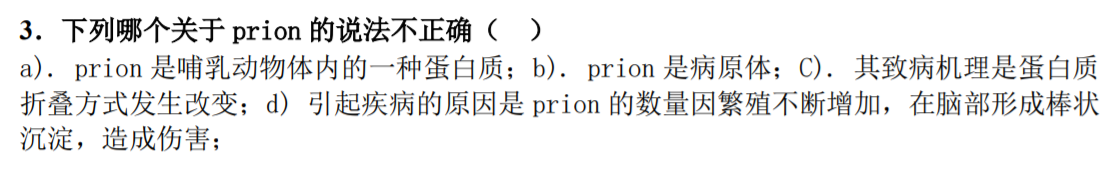 3. 下列哪个关于 prion 的说法不正确（  ）
a). prion 是哺乳动物体内的一种蛋白质；b). prion 是病原体；C). 其致病机理是蛋白质
折叠方式发生改变；d) 引起疾病的原因是 prion 的数量因繁殖不断增加，在脑部形成棒状
沉淀，造成伤害；